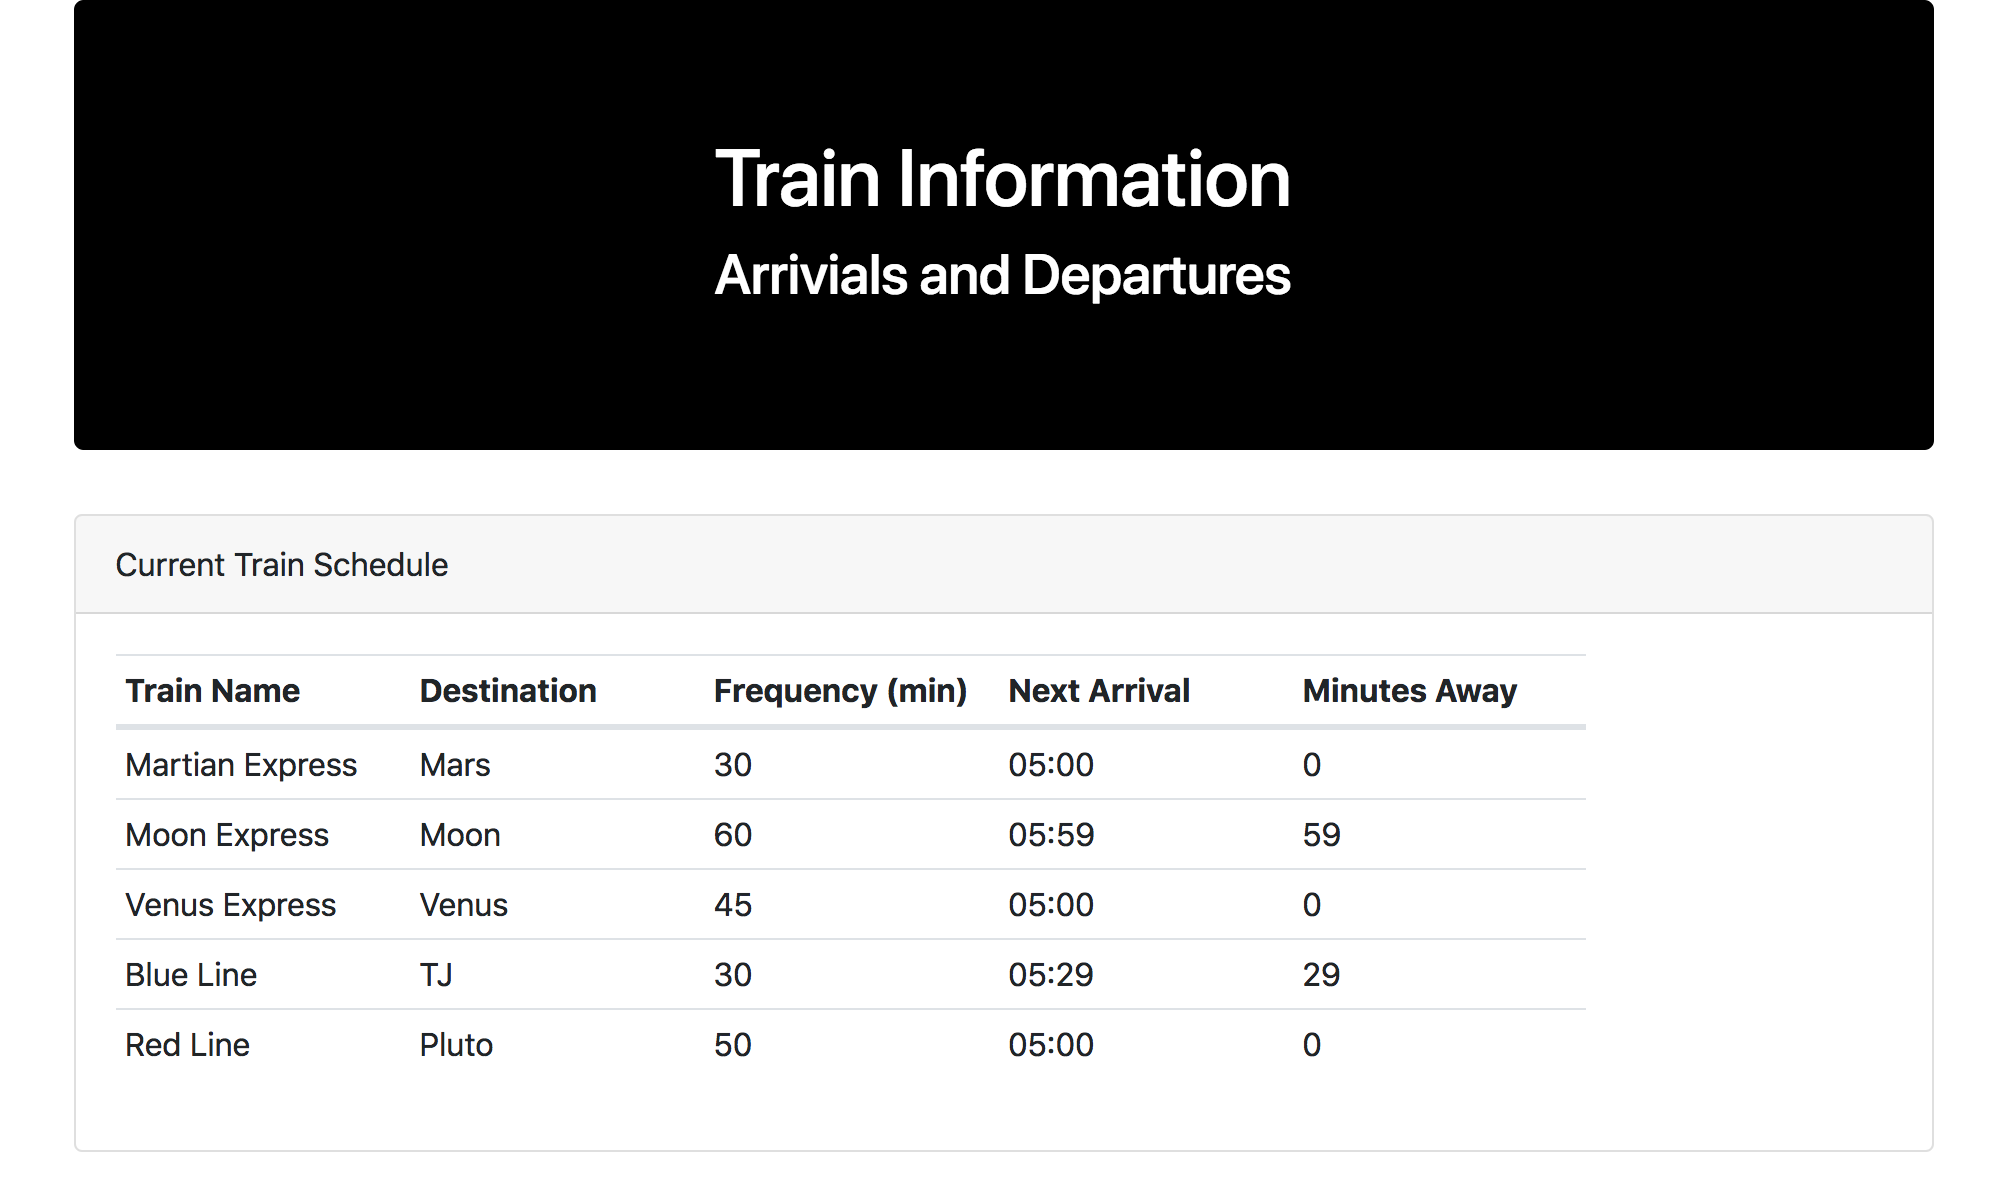 Train Information
Arrivials and Departures
Current Train Schedule
Train Name Destination Frequency (min) Next Arrival Minutes Away
Martian Express Mars 30 05:00 0
Moon Express Moon 60 05:59 59
Venus Express Venus 45 05:00 0
Blue Line TJ 30 05:29 29
Red Line Pluto 50 05:00 0